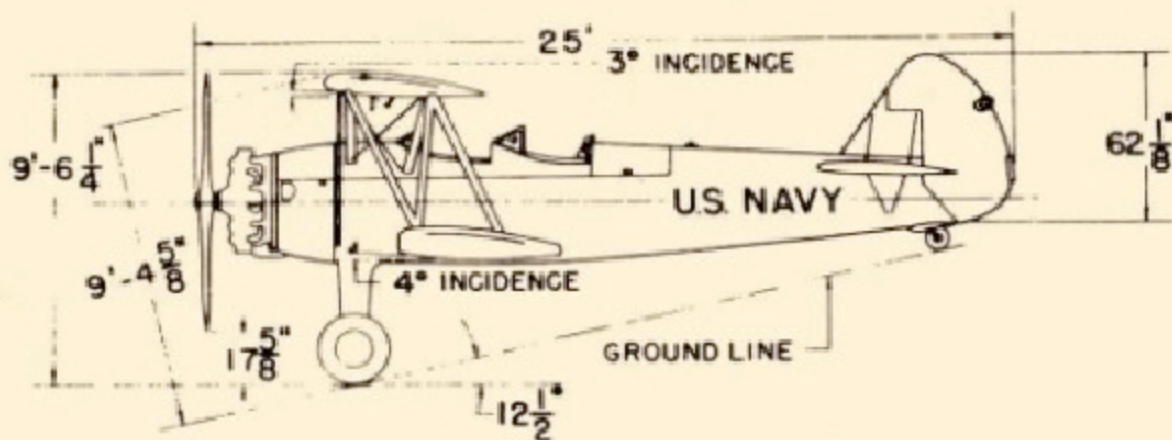 25'
3° INCIDENCE
9'-6 1/4"
62 1/8"
U.S. NAVY
9'-4 5/8"
4° INCIDENCE
17 5/8"
GROUND LINE
12 1/2°